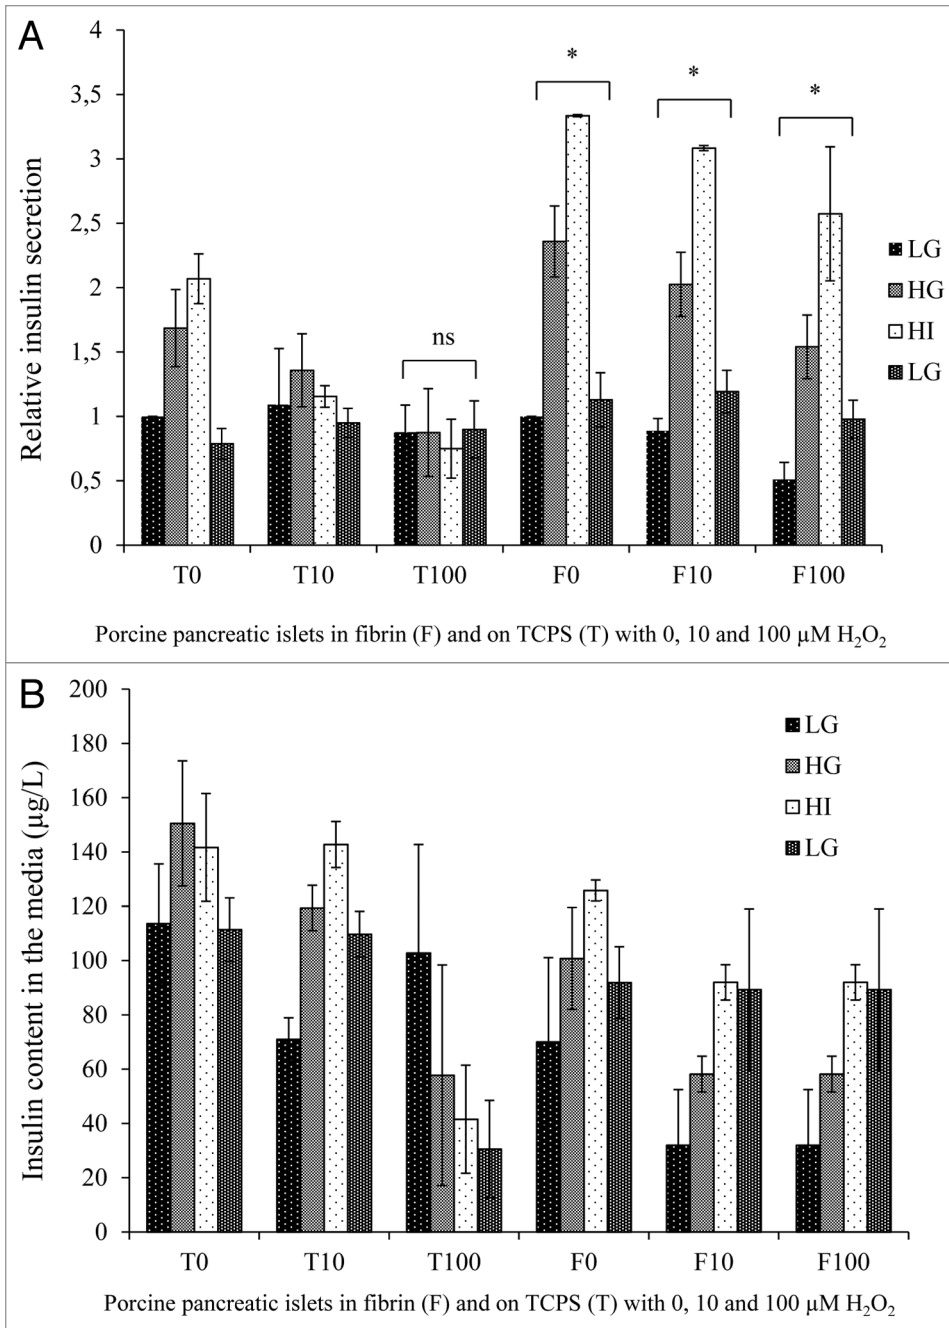 A
4
3,5
3
2,5
2
1,5
1
0,5
0
Relative insulin secretion
ns
*
*
*
LG
HG
HI
LG
T0 T10 T100 F0 F10 F100
Porcine pancreatic islets in fibrin (F) and on TCPS (T) with 0, 10 and 100 µM H₂O₂
B
200
180
160
140
120
100
80
60
40
20
0
Insulin content in the media (µg/L)
LG
HG
HI
LG
T0 T10 T100 F0 F10 F100
Porcine pancreatic islets in fibrin (F) and on TCPS (T) with 0, 10 and 100 µM H₂O₂